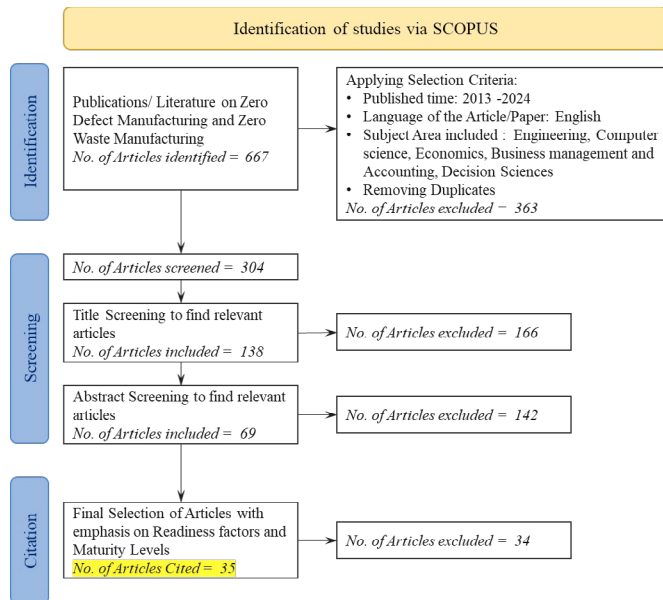 Identification of studies via SCOPUS
Identification
Publications/ Literature on Zero
Defect Manufacturing and Zero
Waste Manufacturing
No. of Articles identified = 667
Applying Selection Criteria:
• Published time: 2013 -2024
• Language of the Article/Paper: English
• Subject Area included : Engineering, Computer
science, Economics, Business management and
Accounting, Decision Sciences
• Removing Duplicates
No. of Articles excluded = 363
Screening
No. of Articles screened = 304
Title Screening to find relevant
articles
No. of Articles included = 138
No. of Articles excluded = 166
Abstract Screening to find relevant
articles
No. of Articles included = 69
No. of Articles excluded = 142
Citation
Final Selection of Articles with
emphasis on Readiness factors and
Maturity Levels
No. of Articles Cited = 35
No. of Articles excluded = 34